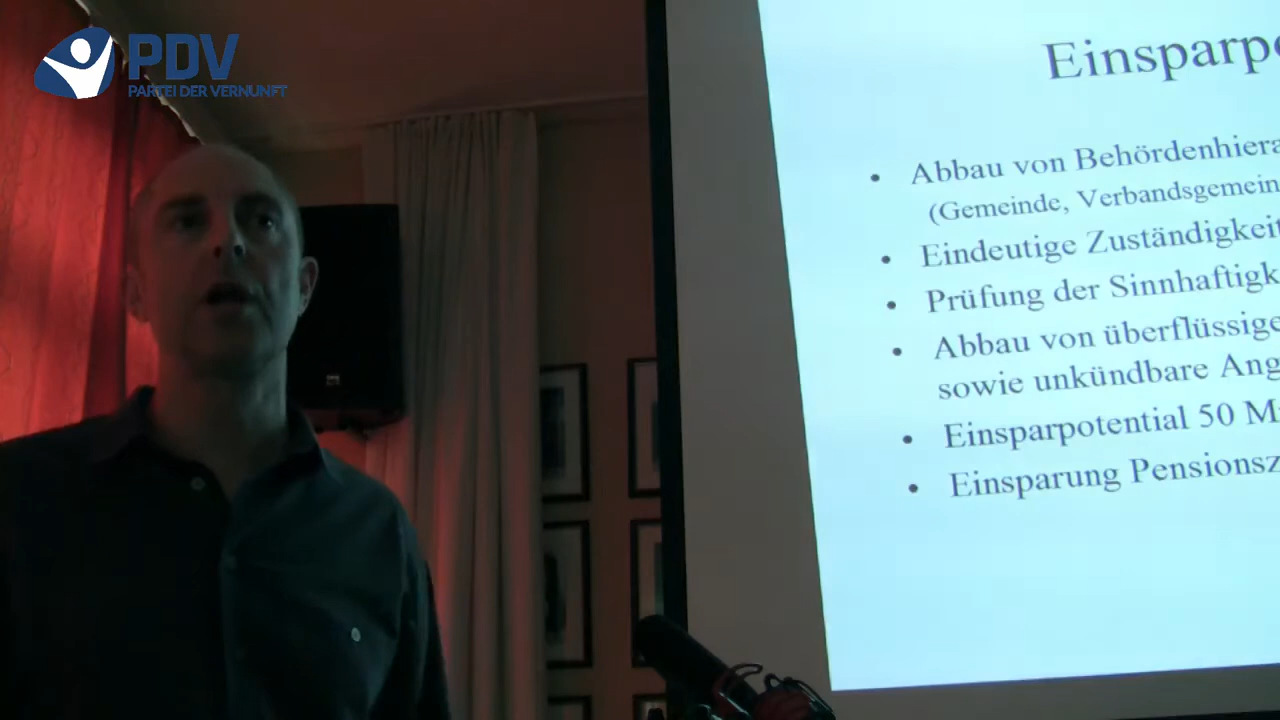 PDV
PARTEI DER VERNUNFT
Einsparpo
Abbau von Behördenhiera
(Gemeinde, Verbandsgemein
Eindeutige Zuständigkeit
Prüfung der Sinnhaftigk
Abbau von überflüssige
sowie unkündbare Ang
Einsparpotential 50 M
Einsparung Pensionsz